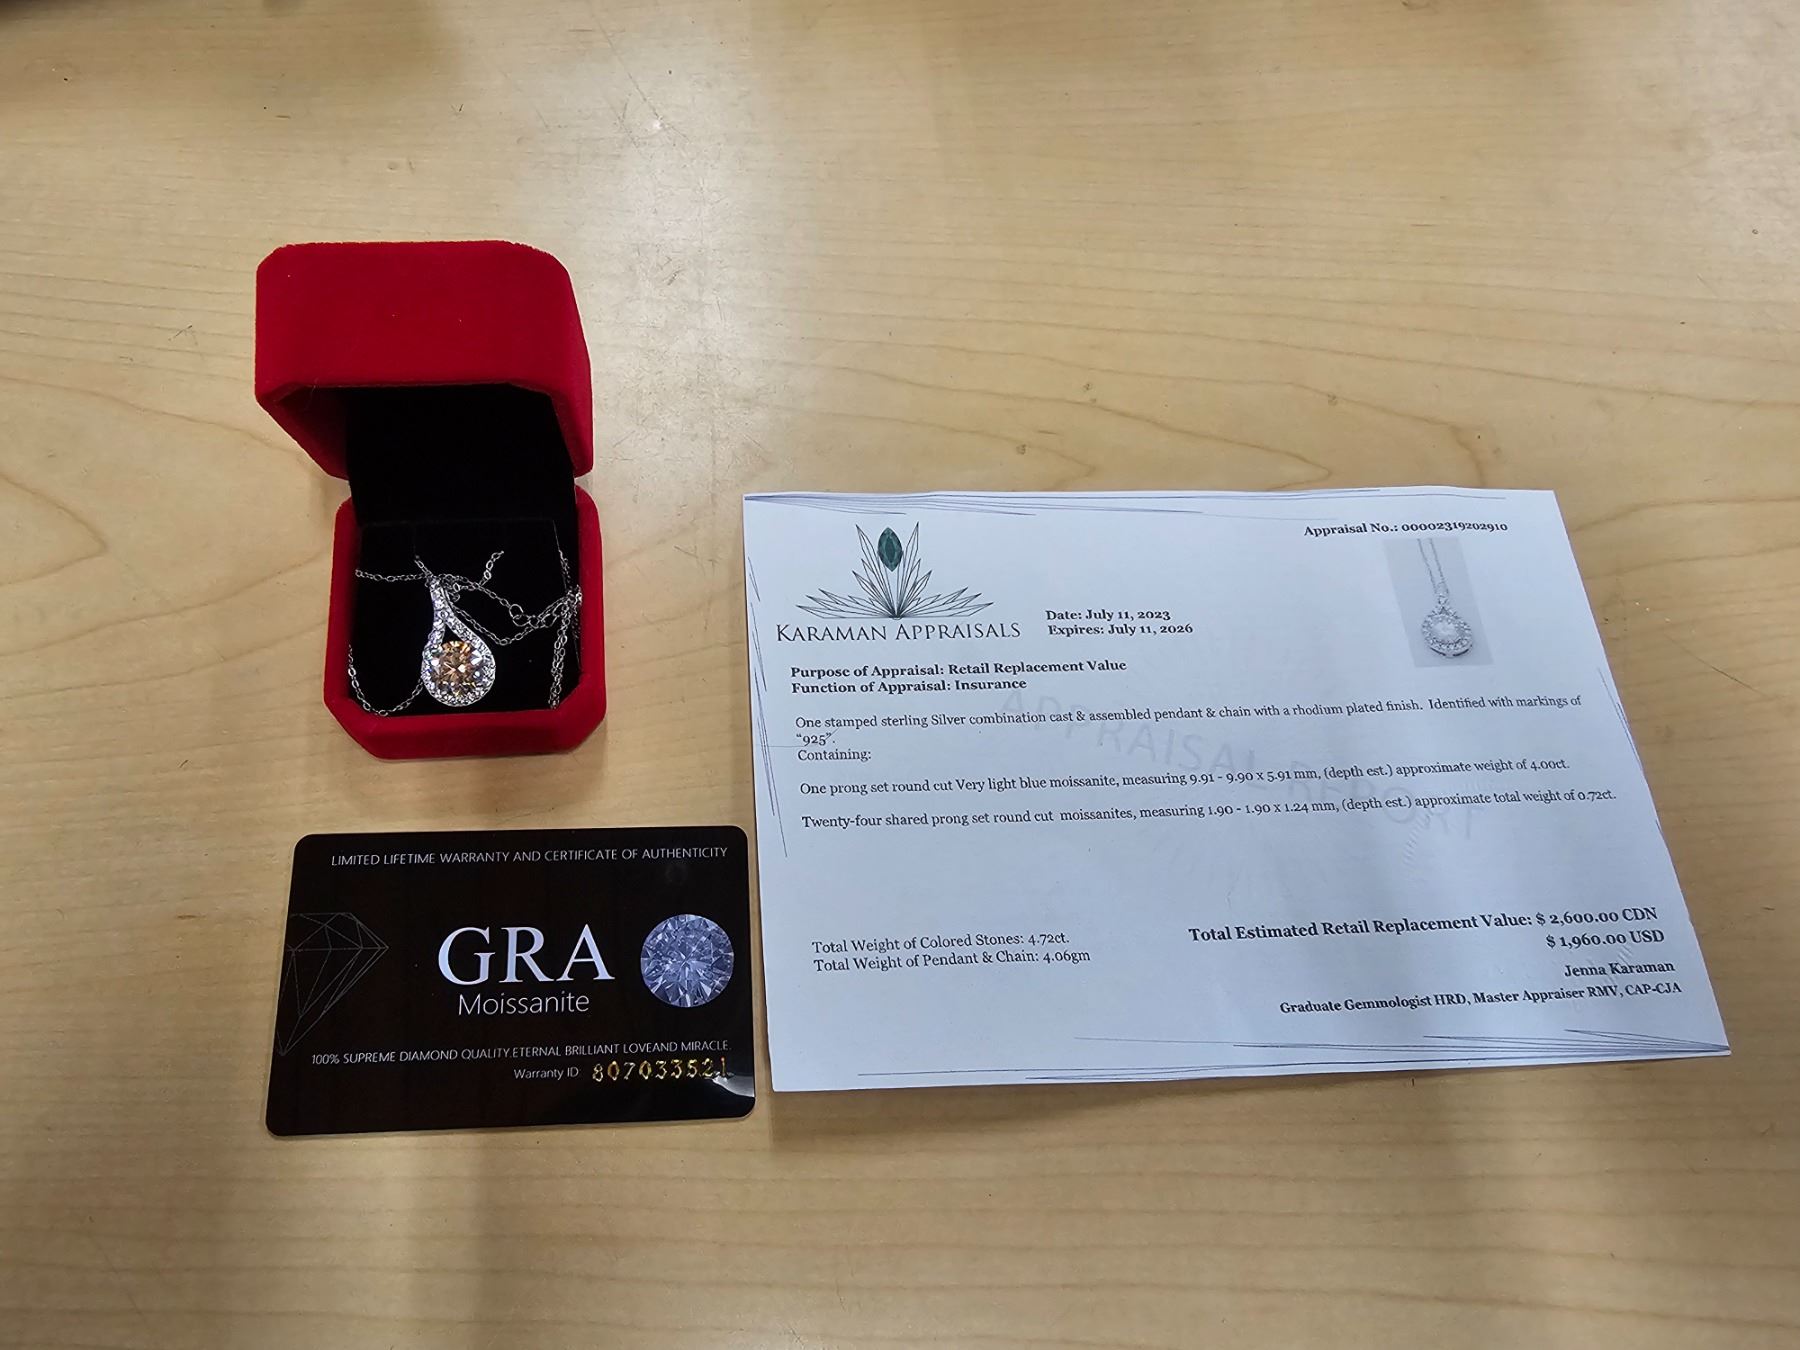 LIMITED LIFETIME WARRANTY AND CERTIFICATE OF AUTHENTICITY
GRA
Moissanite
100% SUPREME DIAMOND QUALITY.ETERNAL BRILLIANT LOVEAND MIRACLE.
Warranty ID: 807033521
Appraisal No.: 00002319202910
KARAMAN APPRAISALS
Date: July 11, 2023
Expires: July 11, 2026
Purpose of Appraisal: Retail Replacement Value
Function of Appraisal: Insurance
One stamped sterling Silver combination cast & assembled pendant & chain with a rhodium plated finish. Identified with markings of
“925”.
Containing:
One prong set round cut Very light blue moissanite, measuring 9.91 - 9.90 x 5.91 mm, (depth est.) approximate weight of 4.00ct.
Twenty-four shared prong set round cut moissanites, measuring 1.90 - 1.90 x 1.24 mm, (depth est.) approximate total weight of 0.72ct.
APPRAISAL REPORT
Total Weight of Colored Stones: 4.72ct.
Total Weight of Pendant & Chain: 4.06gm
Total Estimated Retail Replacement Value: $ 2,600.00 CDN
$ 1,960.00 USD
Jenna Karaman
Graduate Gemmologist HRD, Master Appraiser RMV, CAP-CJA